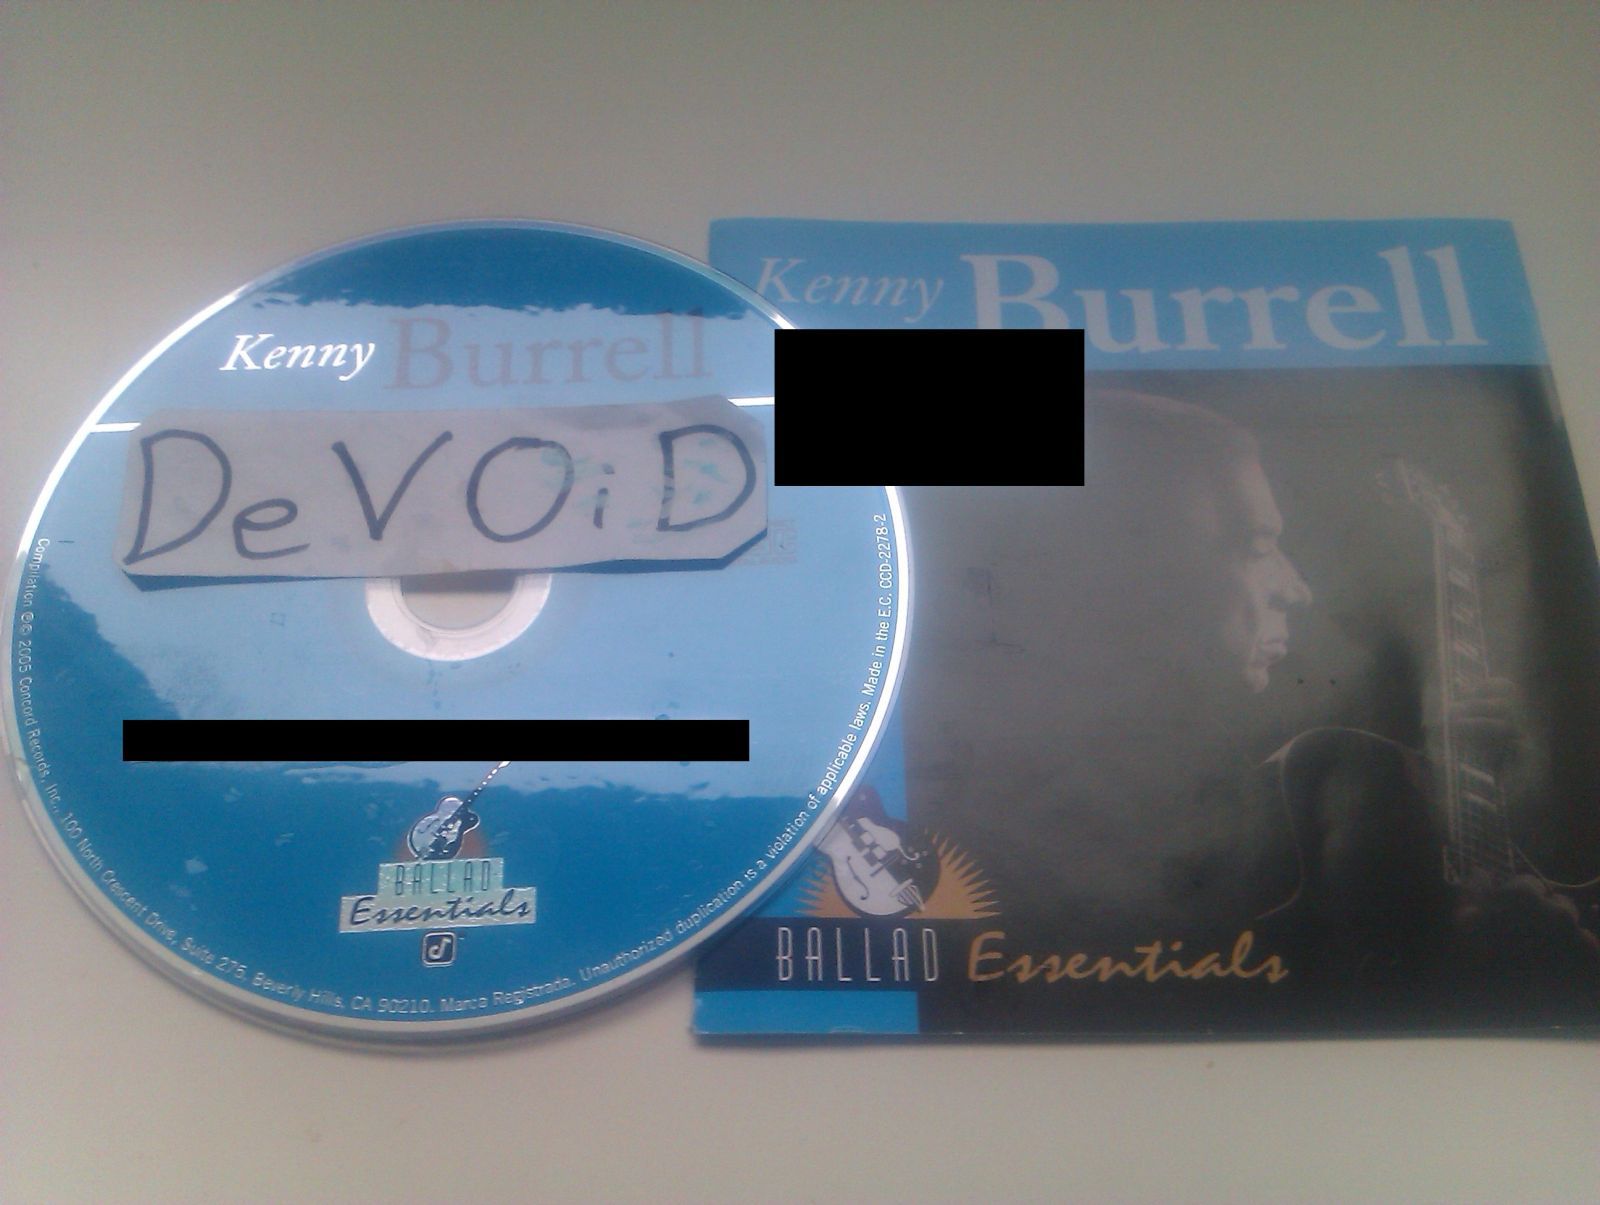 Kenny Burrell
DeVOiD
BALLAD
Essentials
Compilation ℗© 2005 Concord Records, Inc., 100 North Crescent Drive, Suite 275, Beverly Hills, CA 90210. Marca Registrada. Unauthorized duplication is a violation of applicable laws. Made in the E.C. CCD-2278-2
Kenny Burrell
BALLAD Essentials